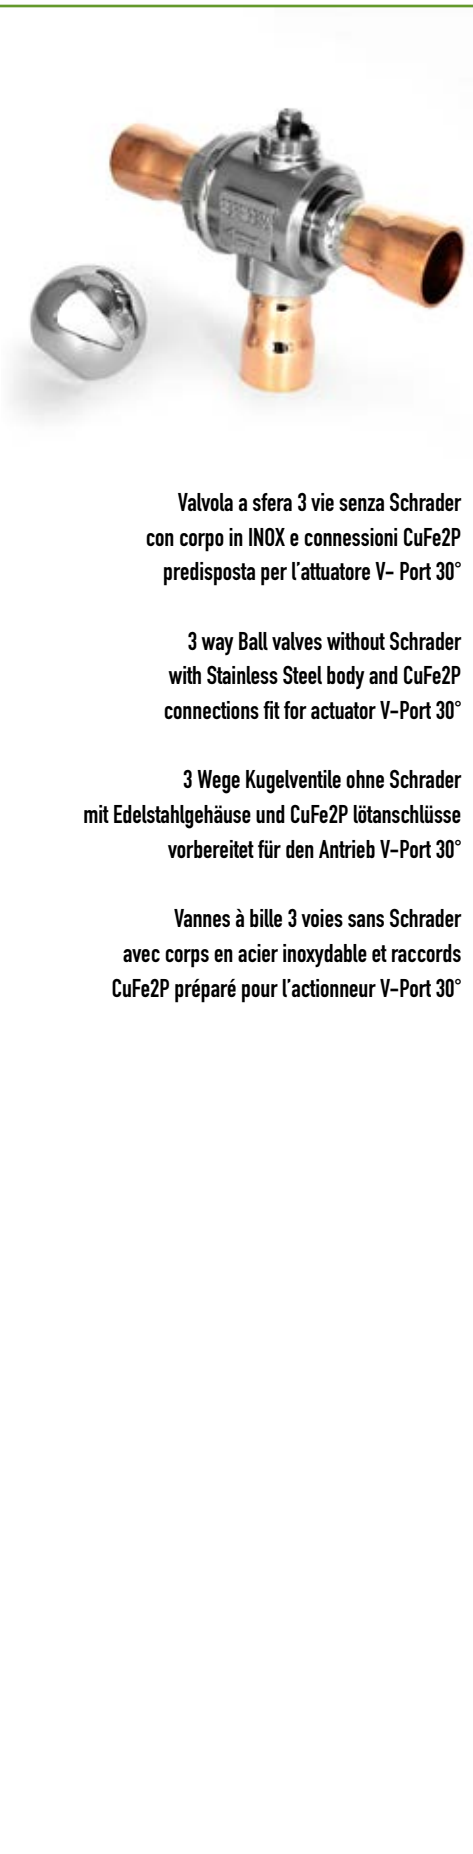 Valvola a sfera 3 vie senza Schrader
con corpo in INOX e connessioni CuFe2P
predisposta per l'attuatore V- Port 30°
3 way Ball valves without Schrader
with Stainless Steel body and CuFe2P
connections fit for actuator V-Port 30°
3 Wege Kugelventile ohne Schrader
mit Edelstahlgehäuse und CuFe2P lötanschlüsse
vorbereitet für den Antrieb V-Port 30°
Vannes à bille 3 voies sans Schrader
avec corps en acier inoxydable et raccords
CuFe2P préparé pour l'actionneur V-Port 30°